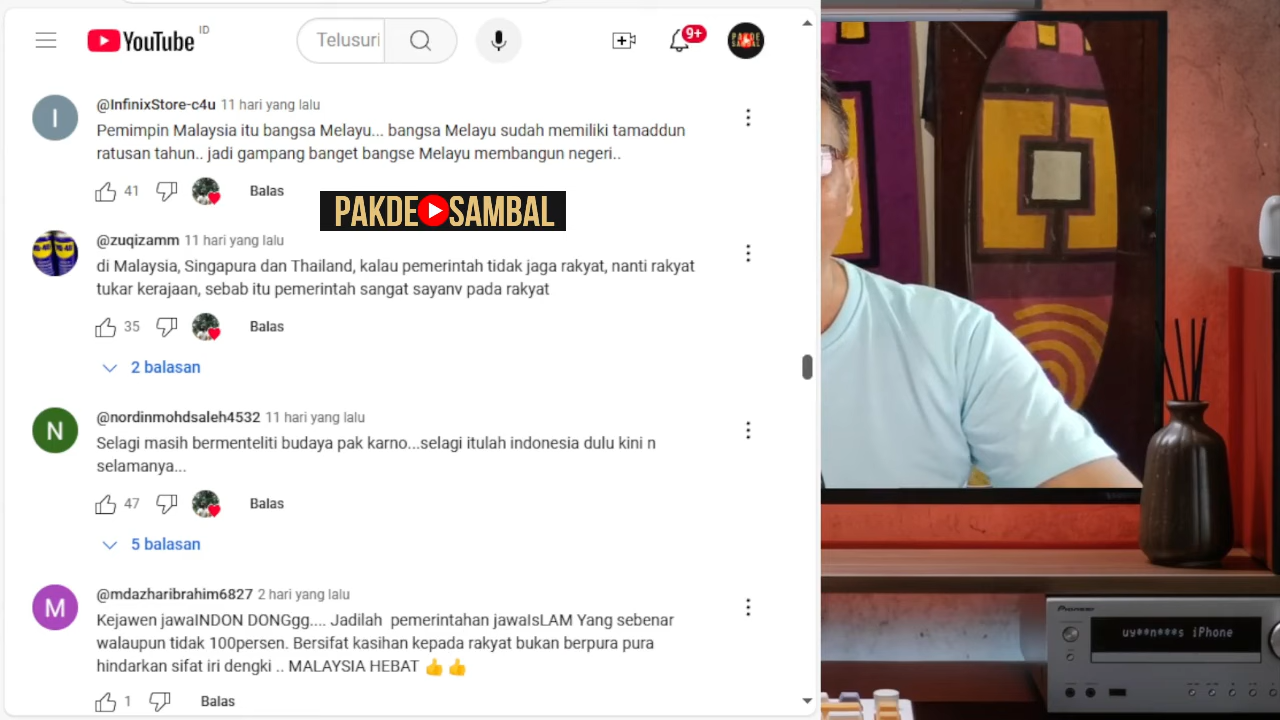 YouTube ID
Telusuri
9+
PAKDE SAMBAL
@InfinixStore-c4u 11 hari yang lalu
Pemimpin Malaysia itu bangsa Melayu... bangsa Melayu sudah memiliki tamaddun
ratusan tahun.. jadi gampang banget bangse Melayu membangun negeri..
41 Balas
PAKDE SAMBAL
@zuqizamm 11 hari yang lalu
di Malaysia, Singapura dan Thailand, kalau pemerintah tidak jaga rakyat, nanti rakyat
tukar kerajaan, sebab itu pemerintah sangat sayanv pada rakyat
35 Balas
2 balasan
N
@nordinmohdsaleh4532 11 hari yang lalu
Selagi masih bermenteliti budaya pak karno...selagi itulah indonesia dulu kini n
selamanya...
47 Balas
5 balasan
M
@mdazharibrahim6827 2 hari yang lalu
Kejawen jawaINDON DONGgg.... Jadilah pemerintahan jawaIsLAM Yang sebenar
walaupun tidak 100persen. Bersifat kasihan kepada rakyat bukan berpura pura
hindarkan sifat iri dengki .. MALAYSIA HEBAT 👍👍
1 Balas
Pioneer
uy**n***s iPhone